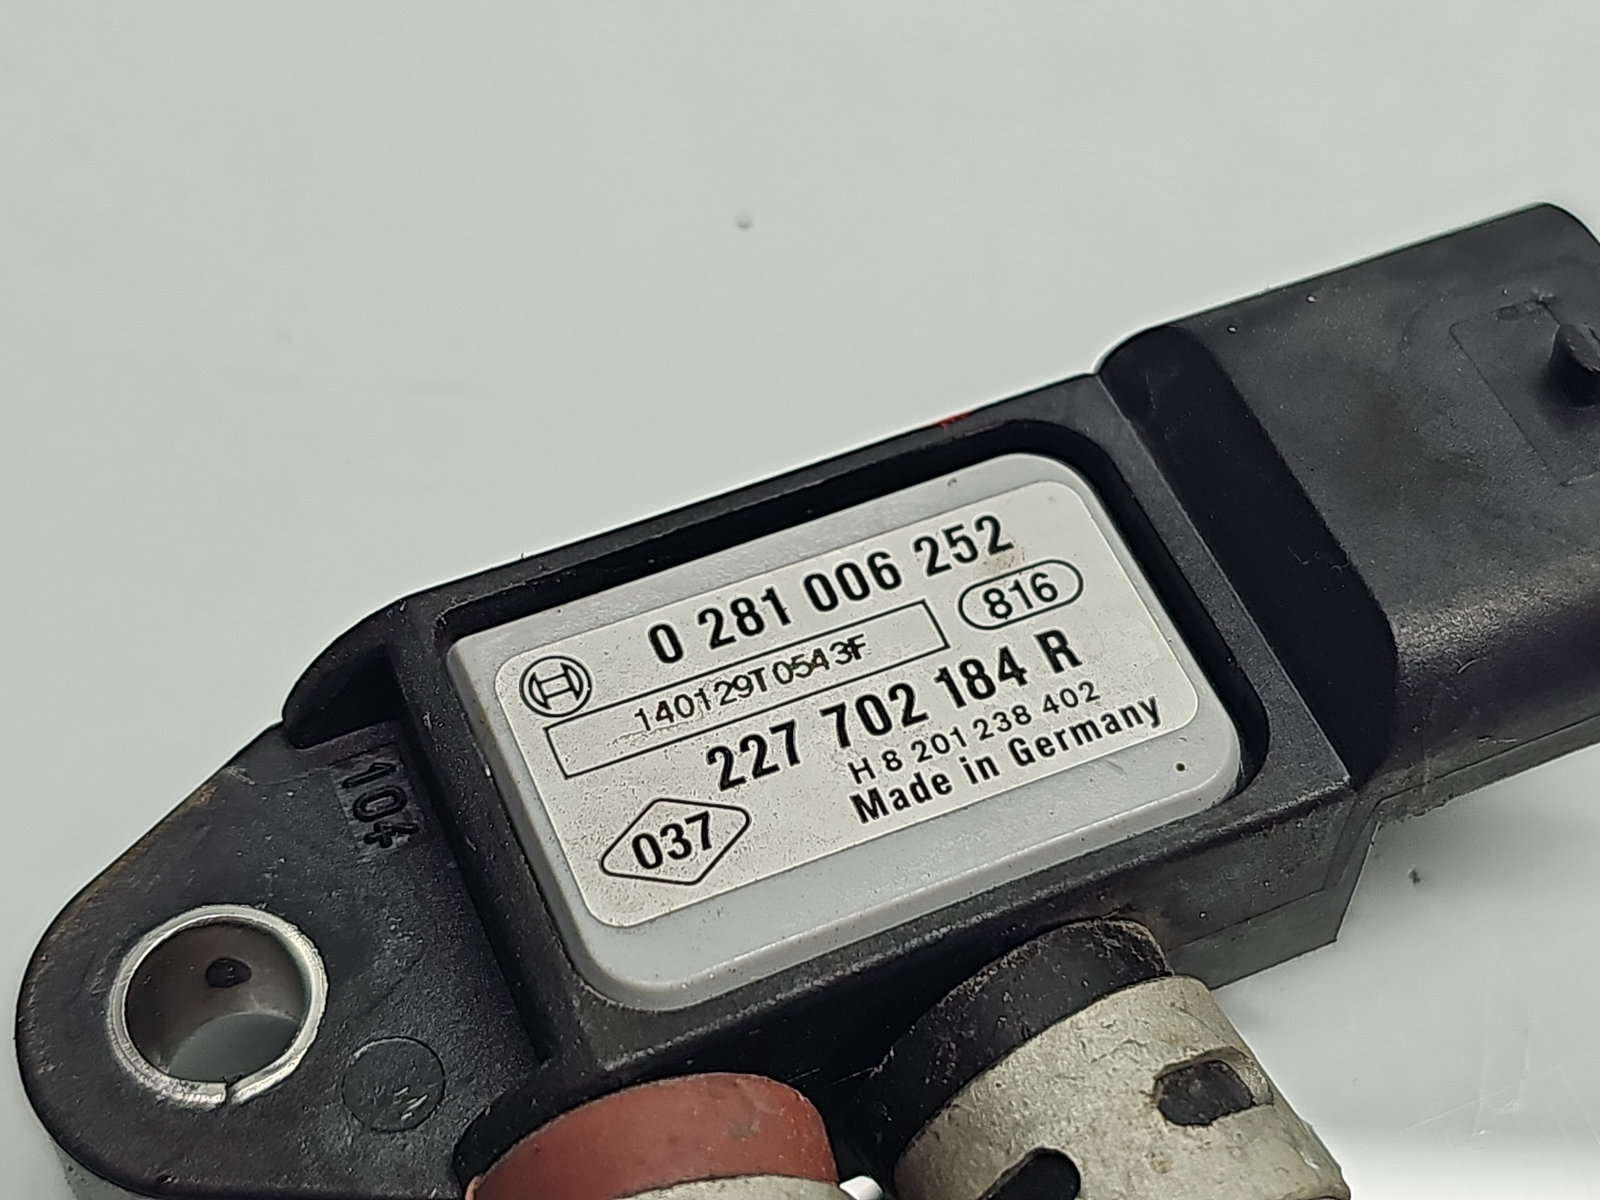 0 281 006 252
816
140129T0543F
227 702 184 R
H 8 201 238 402
Made in Germany
037
104